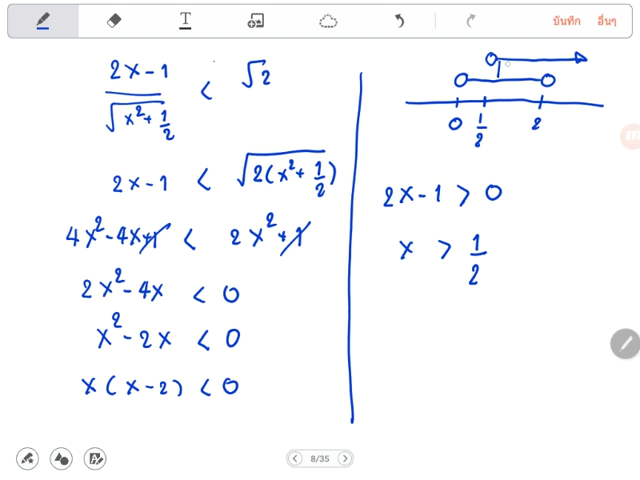 บันทึก อื่นๆ
(2x-1)/√(x²+1/2) < √2
2x-1 < √(2(x²+1/2))
4x²-4x+1 < 2x²+1
2x²-4x < 0
x²-2x < 0
x(x-2) < 0
0 1/2 2
2x-1 > 0
x > 1/2
8/35